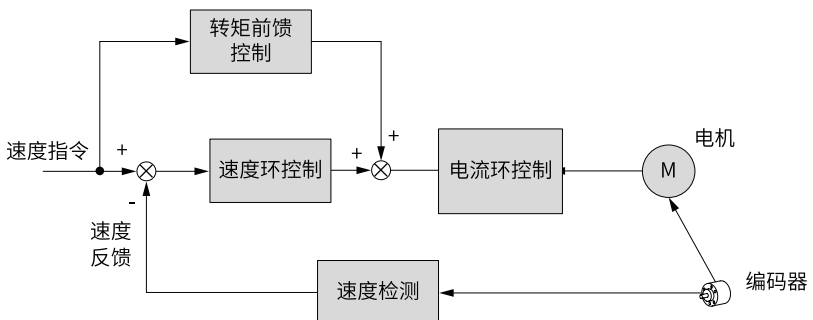 转矩前馈
控制
速度指令
+
+
+
电机
速度环控制
电流环控制
M
-
速度
反馈
速度检测
编码器